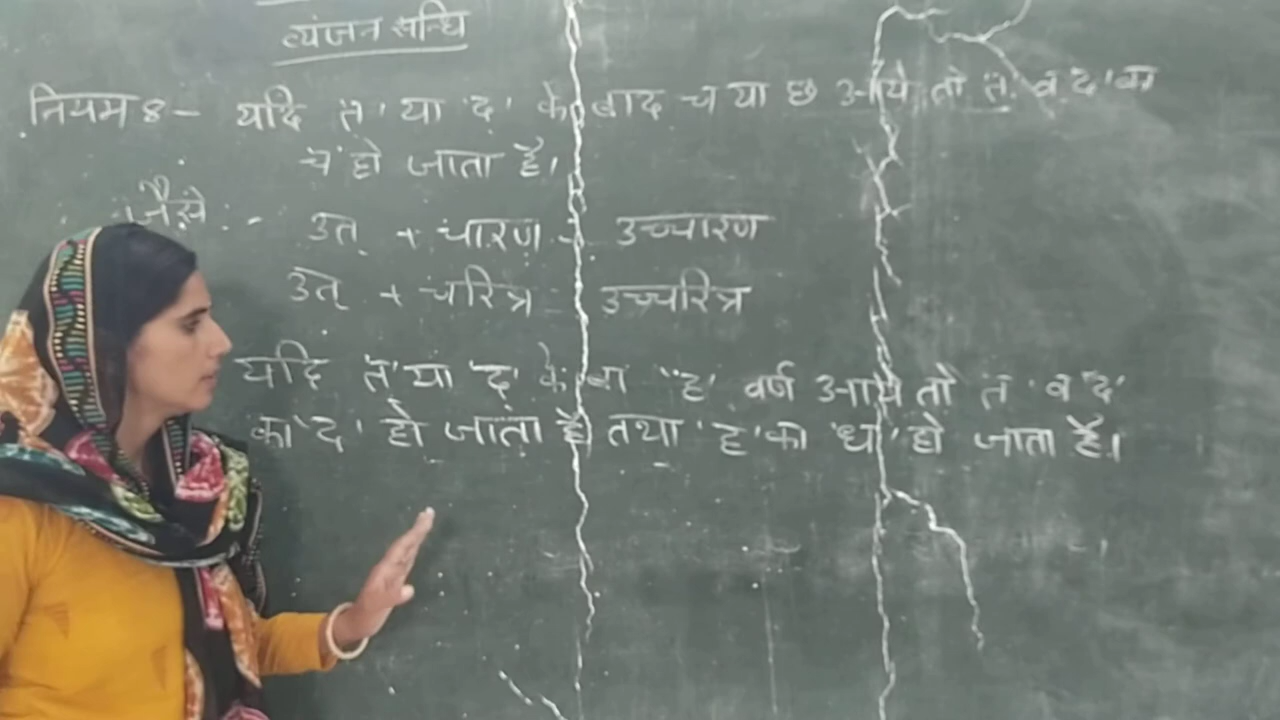 व्यंजन सन्धि
नियम 8- यदि 'त्' या 'द्' के बाद च या छ आये तो त् व द् का
च हो जाता है।
जैसे :-
उत् + चारण = उच्चारण
उत् + चरित्र = उच्चरित्र
यदि 'त्' या 'द्' के बा "ह' वर्ण आये तो त् व 'द'
का 'द' हो जाता है तथा 'ह' का 'ध' हो जाता है।